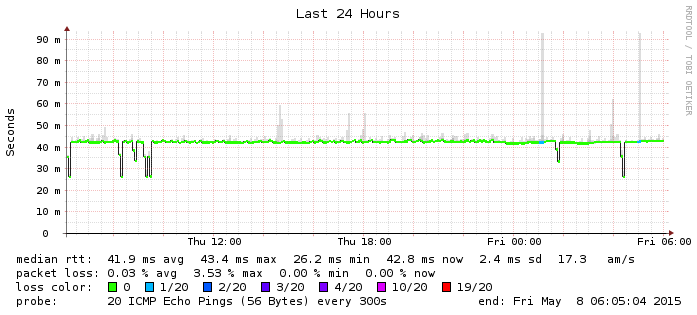 Last 24 Hours
RRDTOOL / TOBI OETIKER
Seconds
90 m
80 m
70 m
60 m
50 m
40 m
30 m
20 m
10 m
0
Thu 12:00 Thu 18:00 Fri 00:00 Fri 06:00
median rtt: 41.9 ms avg 43.4 ms max 26.2 ms min 42.8 ms now 2.4 ms sd 17.3 am/s
packet loss: 0.03 % avg 3.53 % max 0.00 % min 0.00 % now
loss color: 0 1/20 2/20 3/20 4/20 10/20 19/20
probe: 20 ICMP Echo Pings (56 Bytes) every 300s end: Fri May 8 06:05:04 2015